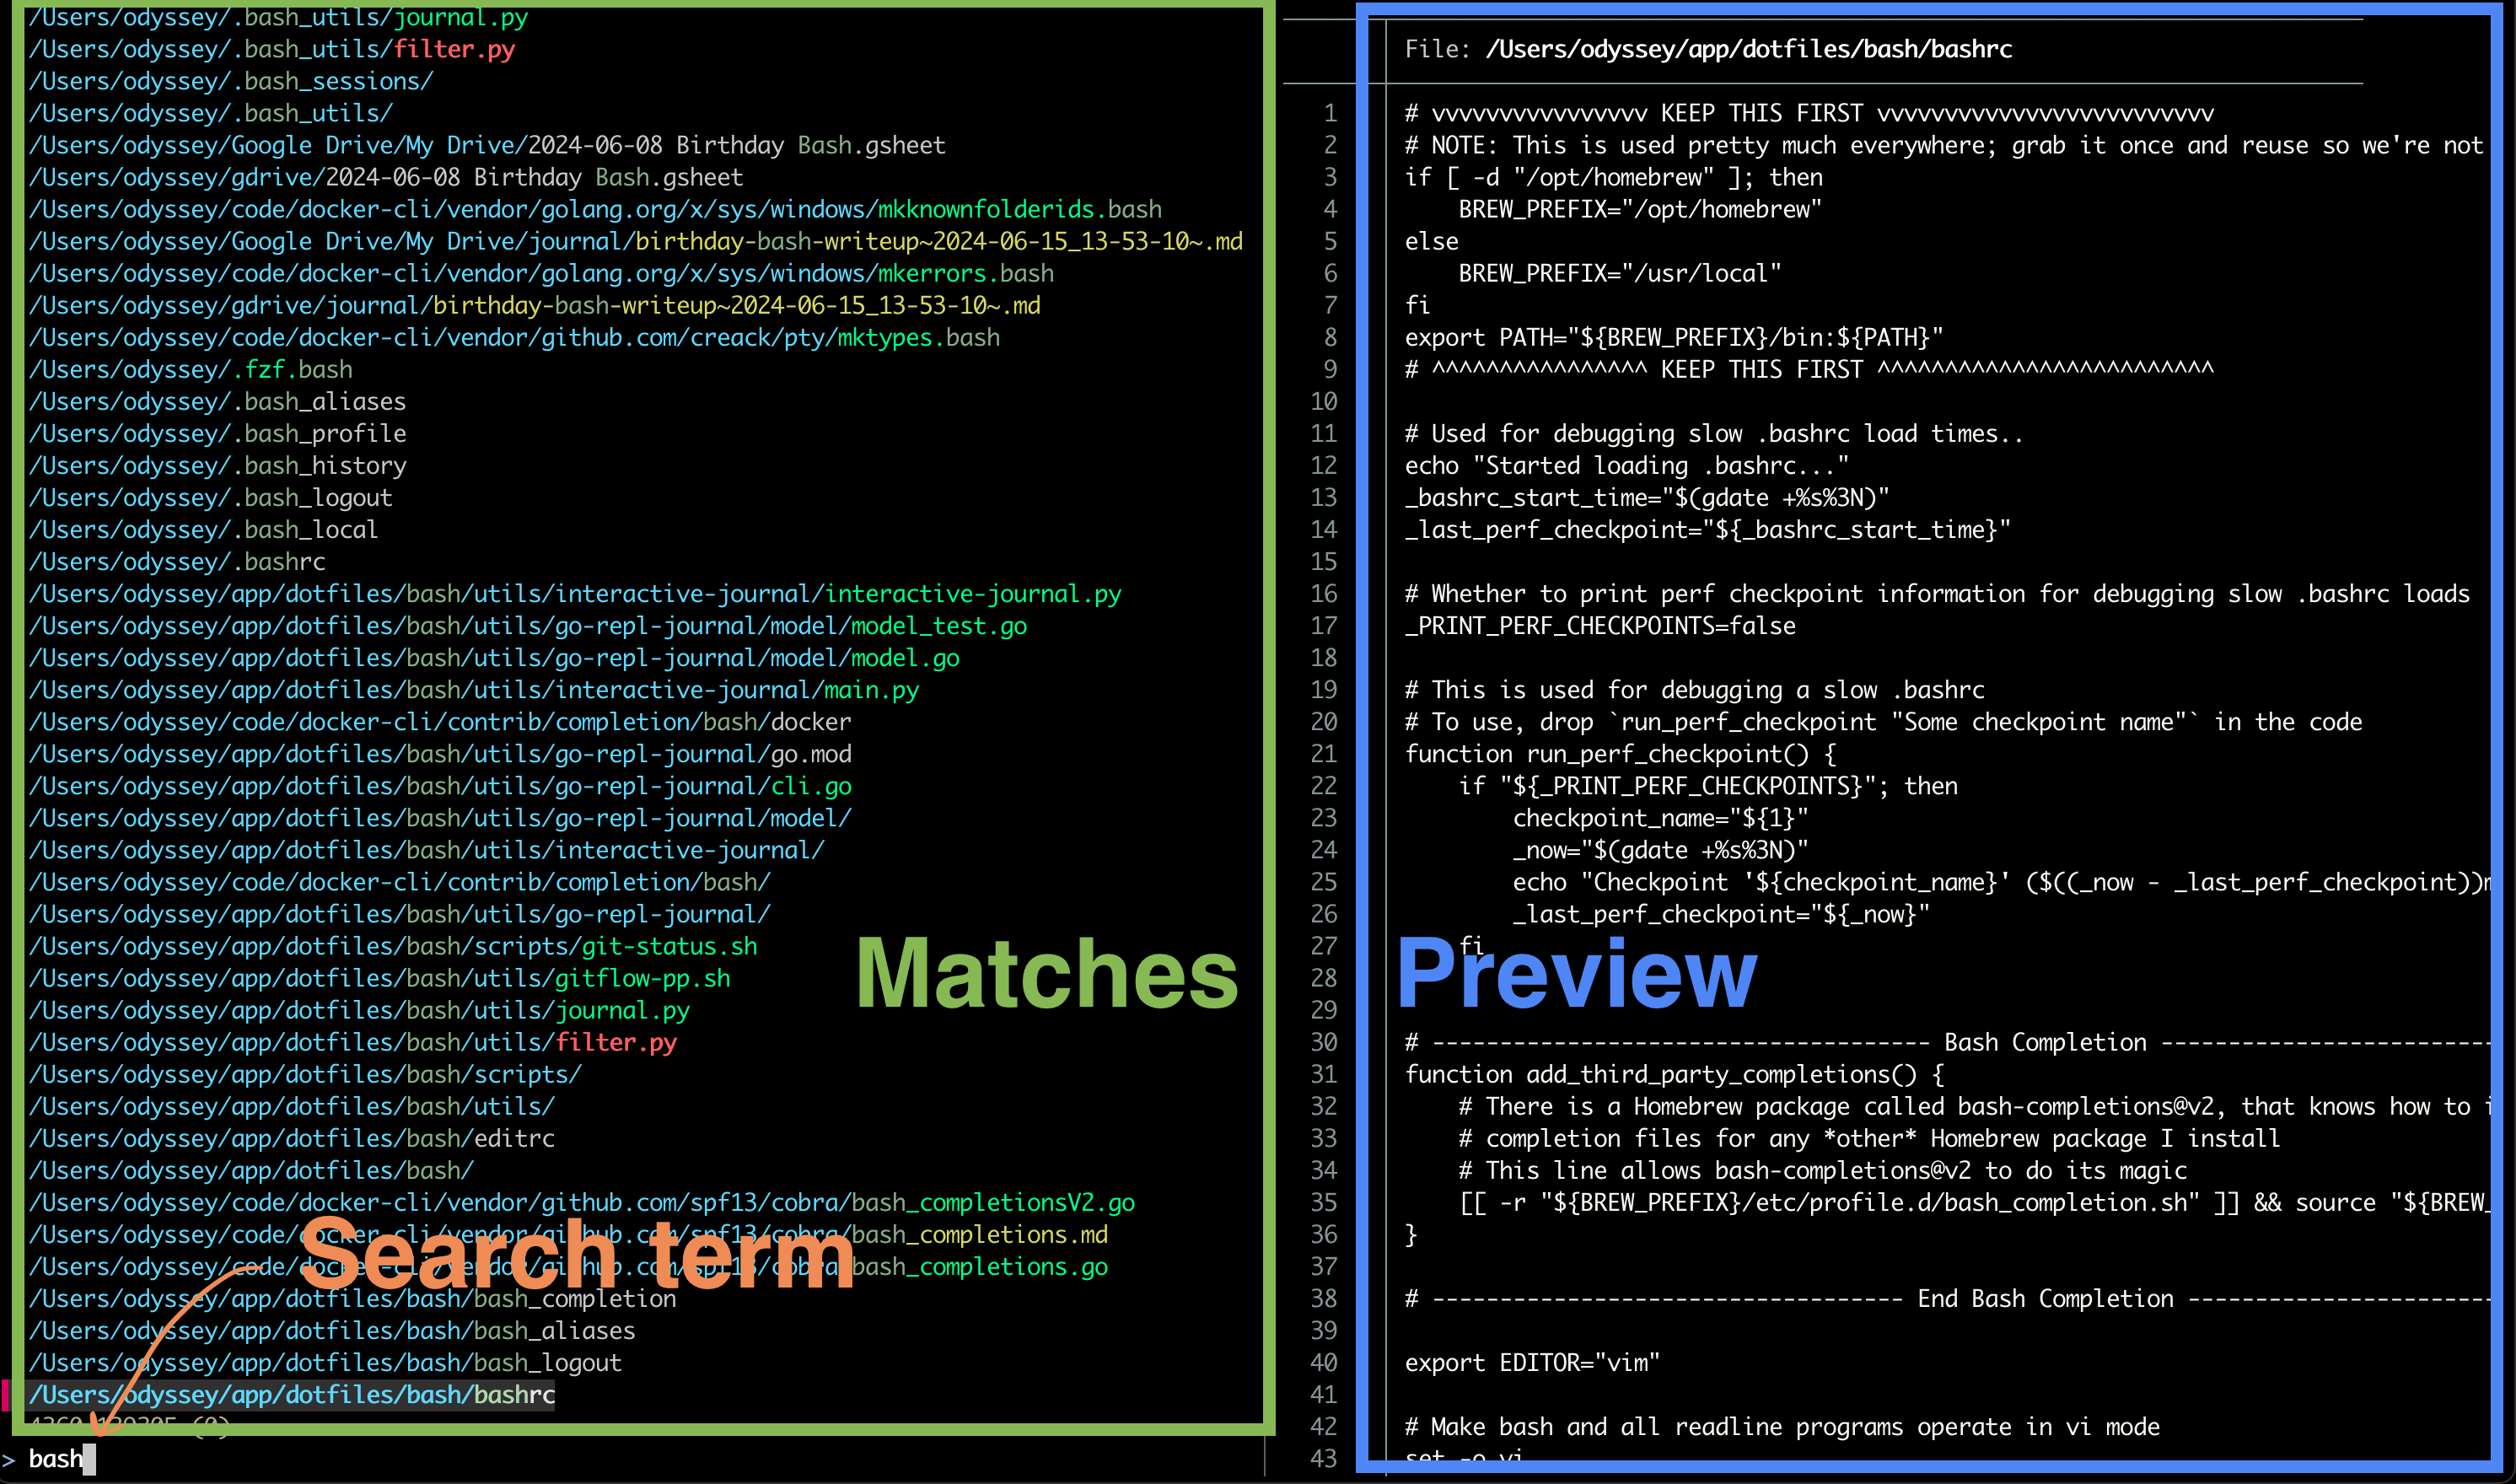 /Users/odyssey/.bash_utils/journal.py
/Users/odyssey/.bash_utils/filter.py
/Users/odyssey/.bash_sessions/
/Users/odyssey/.bash_utils/
/Users/odyssey/Google Drive/My Drive/2024-06-08 Birthday Bash.gsheet
/Users/odyssey/gdrive/2024-06-08 Birthday Bash.gsheet
/Users/odyssey/code/docker-cli/vendor/golang.org/x/sys/windows/mkknownfolderids.bash
/Users/odyssey/Google Drive/My Drive/journal/birthday-bash-writeup~2024-06-15_13-53-10~.md
/Users/odyssey/code/docker-cli/vendor/golang.org/x/sys/windows/mkerrors.bash
/Users/odyssey/gdrive/journal/birthday-bash-writeup~2024-06-15_13-53-10~.md
/Users/odyssey/code/docker-cli/vendor/github.com/creack/pty/mktypes.bash
/Users/odyssey/.fzf.bash
/Users/odyssey/.bash_aliases
/Users/odyssey/.bash_profile
/Users/odyssey/.bash_history
/Users/odyssey/.bash_logout
/Users/odyssey/.bash_local
/Users/odyssey/.bashrc
/Users/odyssey/app/dotfiles/bash/utils/interactive-journal/interactive-journal.py
/Users/odyssey/app/dotfiles/bash/utils/go-repl-journal/model/model_test.go
/Users/odyssey/app/dotfiles/bash/utils/go-repl-journal/model/model.go
/Users/odyssey/app/dotfiles/bash/utils/interactive-journal/main.py
/Users/odyssey/code/docker-cli/contrib/completion/bash/docker
/Users/odyssey/app/dotfiles/bash/utils/go-repl-journal/go.mod
/Users/odyssey/app/dotfiles/bash/utils/go-repl-journal/cli.go
/Users/odyssey/app/dotfiles/bash/utils/go-repl-journal/model/
/Users/odyssey/app/dotfiles/bash/utils/interactive-journal/
/Users/odyssey/code/docker-cli/contrib/completion/bash/
/Users/odyssey/app/dotfiles/bash/utils/go-repl-journal/
/Users/odyssey/app/dotfiles/bash/scripts/git-status.sh
/Users/odyssey/app/dotfiles/bash/utils/gitflow-pp.sh
/Users/odyssey/app/dotfiles/bash/utils/journal.py
/Users/odyssey/app/dotfiles/bash/utils/filter.py
/Users/odyssey/app/dotfiles/bash/scripts/
/Users/odyssey/app/dotfiles/bash/utils/
/Users/odyssey/app/dotfiles/bash/editrc
/Users/odyssey/app/dotfiles/bash/
/Users/odyssey/code/docker-cli/vendor/github.com/spf13/cobra/bash_completionsV2.go
/Users/odyssey/code/docker-cli/vendor/github.com/spf13/cobra/bash_completions.md
/Users/odyssey/code/docker-cli/vendor/github.com/spf13/cobra/bash_completions.go
/Users/odyssey/app/dotfiles/bash/bash_completion
/Users/odyssey/app/dotfiles/bash/bash_aliases
/Users/odyssey/app/dotfiles/bash/bash_logout
/Users/odyssey/app/dotfiles/bash/bashrc
> bash
Matches
Search term
File: /Users/odyssey/app/dotfiles/bash/bashrc
1 # vvvvvvvvvvvvvvvv KEEP THIS FIRST vvvvvvvvvvvvvvvvvvvvvvvvv
2 # NOTE: This is used pretty much everywhere; grab it once and reuse so we're not
3 if [ -d "/opt/homebrew" ]; then
4 BREW_PREFIX="/opt/homebrew"
5 else
6 BREW_PREFIX="/usr/local"
7 fi
8 export PATH="${BREW_PREFIX}/bin:${PATH}"
9 # ^^^^^^^^^^^^^^^^ KEEP THIS FIRST ^^^^^^^^^^^^^^^^^^^^^^^^^
10
11 # Used for debugging slow .bashrc load times..
12 echo "Started loading .bashrc..."
13 _bashrc_start_time="$(gdate +%s%3N)"
14 _last_perf_checkpoint="${_bashrc_start_time}"
15
16 # Whether to print perf checkpoint information for debugging slow .bashrc loads
17 _PRINT_PERF_CHECKPOINTS=false
18
19 # This is used for debugging a slow .bashrc
20 # To use, drop `run_perf_checkpoint "Some checkpoint name"` in the code
21 function run_perf_checkpoint() {
22 if "${_PRINT_PERF_CHECKPOINTS}"; then
23 checkpoint_name="${1}"
24 _now="$(gdate +%s%3N)"
25 echo "Checkpoint '${checkpoint_name}' ($((_now - _last_perf_checkpoint))
26 _last_perf_checkpoint="${_now}"
27 fi
28
29
30 # ------------------------------------- Bash Completion -------------------------
31 function add_third_party_completions() {
32 # There is a Homebrew package called bash-completions@v2, that knows how to
33 # completion files for any *other* Homebrew package I install
34 # This line allows bash-completions@v2 to do its magic
35 [[ -r "${BREW_PREFIX}/etc/profile.d/bash_completion.sh" ]] && source "${BREW_
36 }
37
38 # ----------------------------------- End Bash Completion -----------------------
39
40 export EDITOR="vim"
41
42 # Make bash and all readline programs operate in vi mode
43 set -o vi
Preview